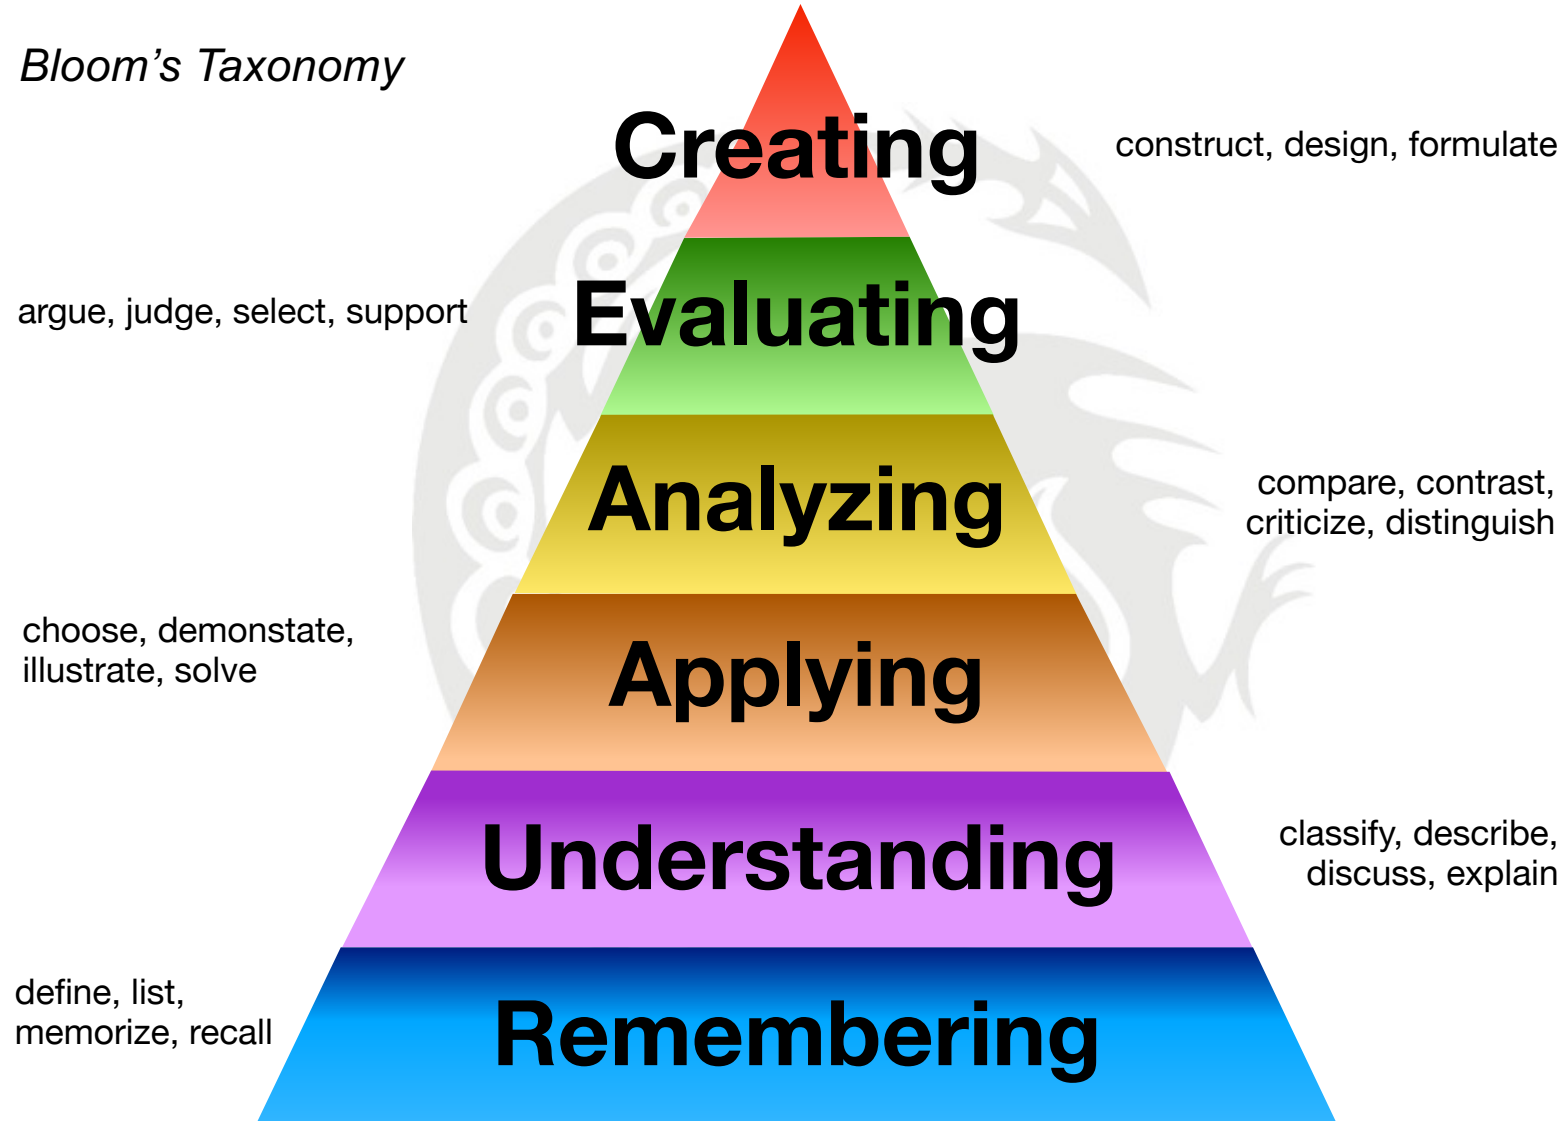 Bloom’s Taxonomy
Creating
construct, design, formulate
argue, judge, select, support
Evaluating
Analyzing
compare, contrast,
criticize, distinguish
choose, demonstate,
illustrate, solve
Applying
Understanding
classify, describe,
discuss, explain
define, list,
memorize, recall
Remembering